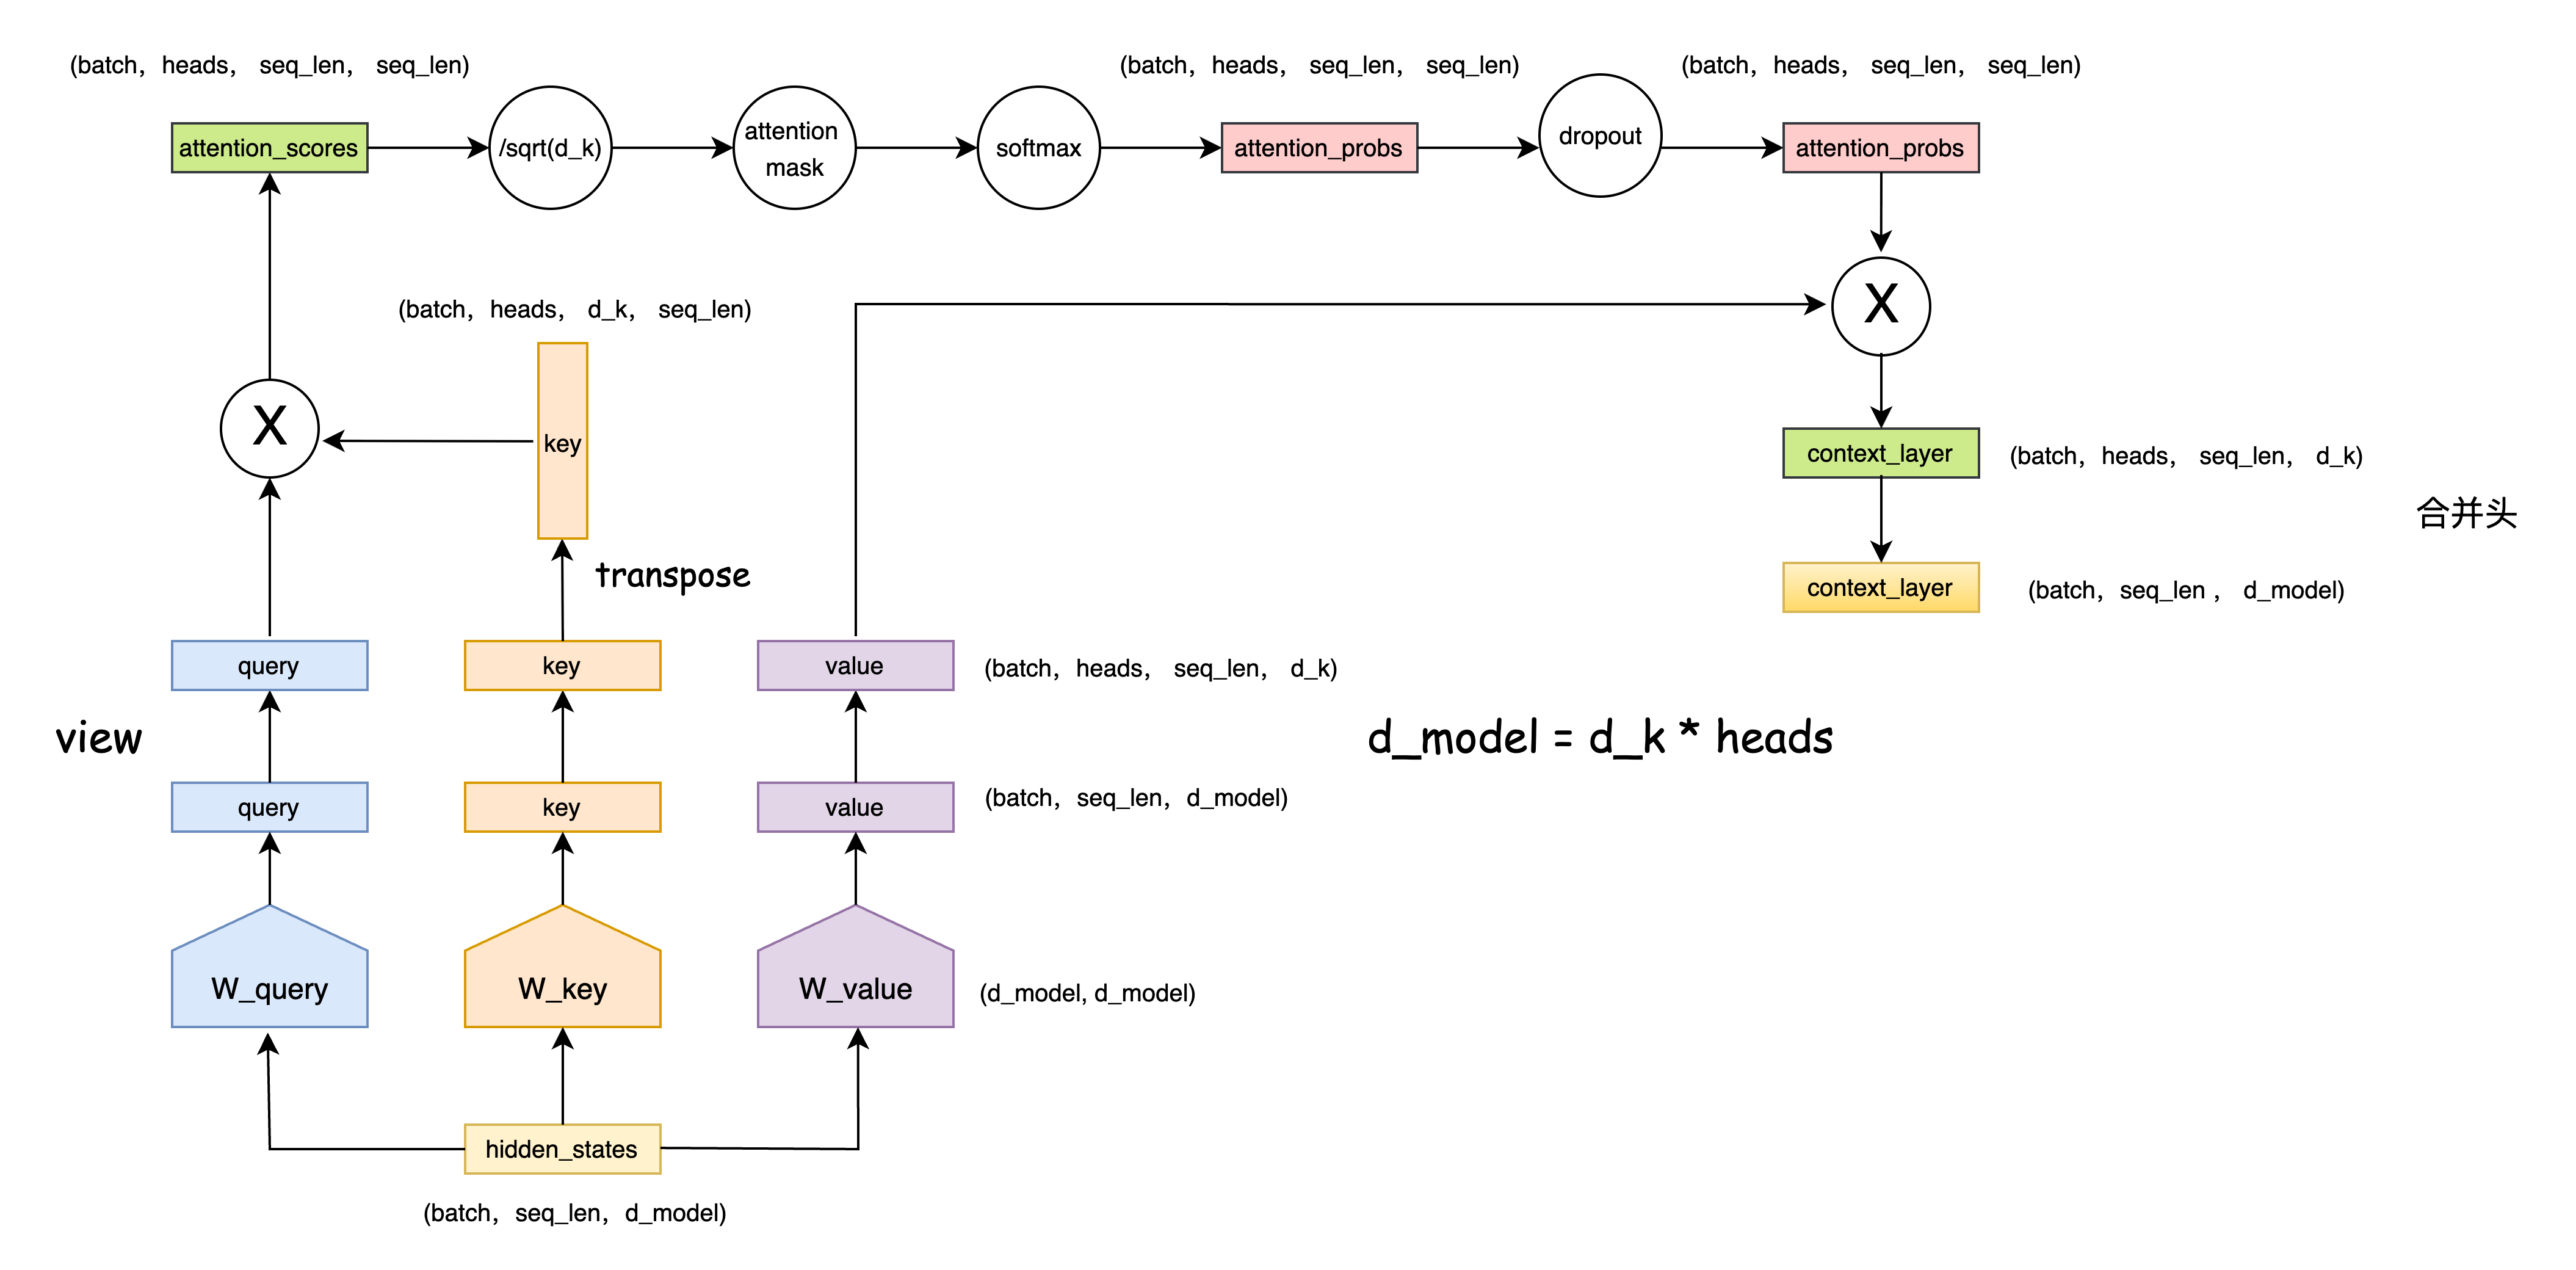 (batch, heads, seq_len, seq_len)
(batch, heads, seq_len, seq_len)
(batch, heads, seq_len, seq_len)
attention_scores
/sqrt(d_k)
attention
mask
softmax
attention_probs
dropout
attention_probs
(batch, heads, d_k, seq_len)
X
X
key
context_layer
(batch, heads, seq_len, d_k)
合并头
transpose
context_layer
(batch, seq_len , d_model)
query
key
value
(batch, heads, seq_len, d_k)
view
d_model = d_k * heads
query
key
value
(batch, seq_len, d_model)
W_query
W_key
W_value
(d_model, d_model)
hidden_states
(batch, seq_len, d_model)